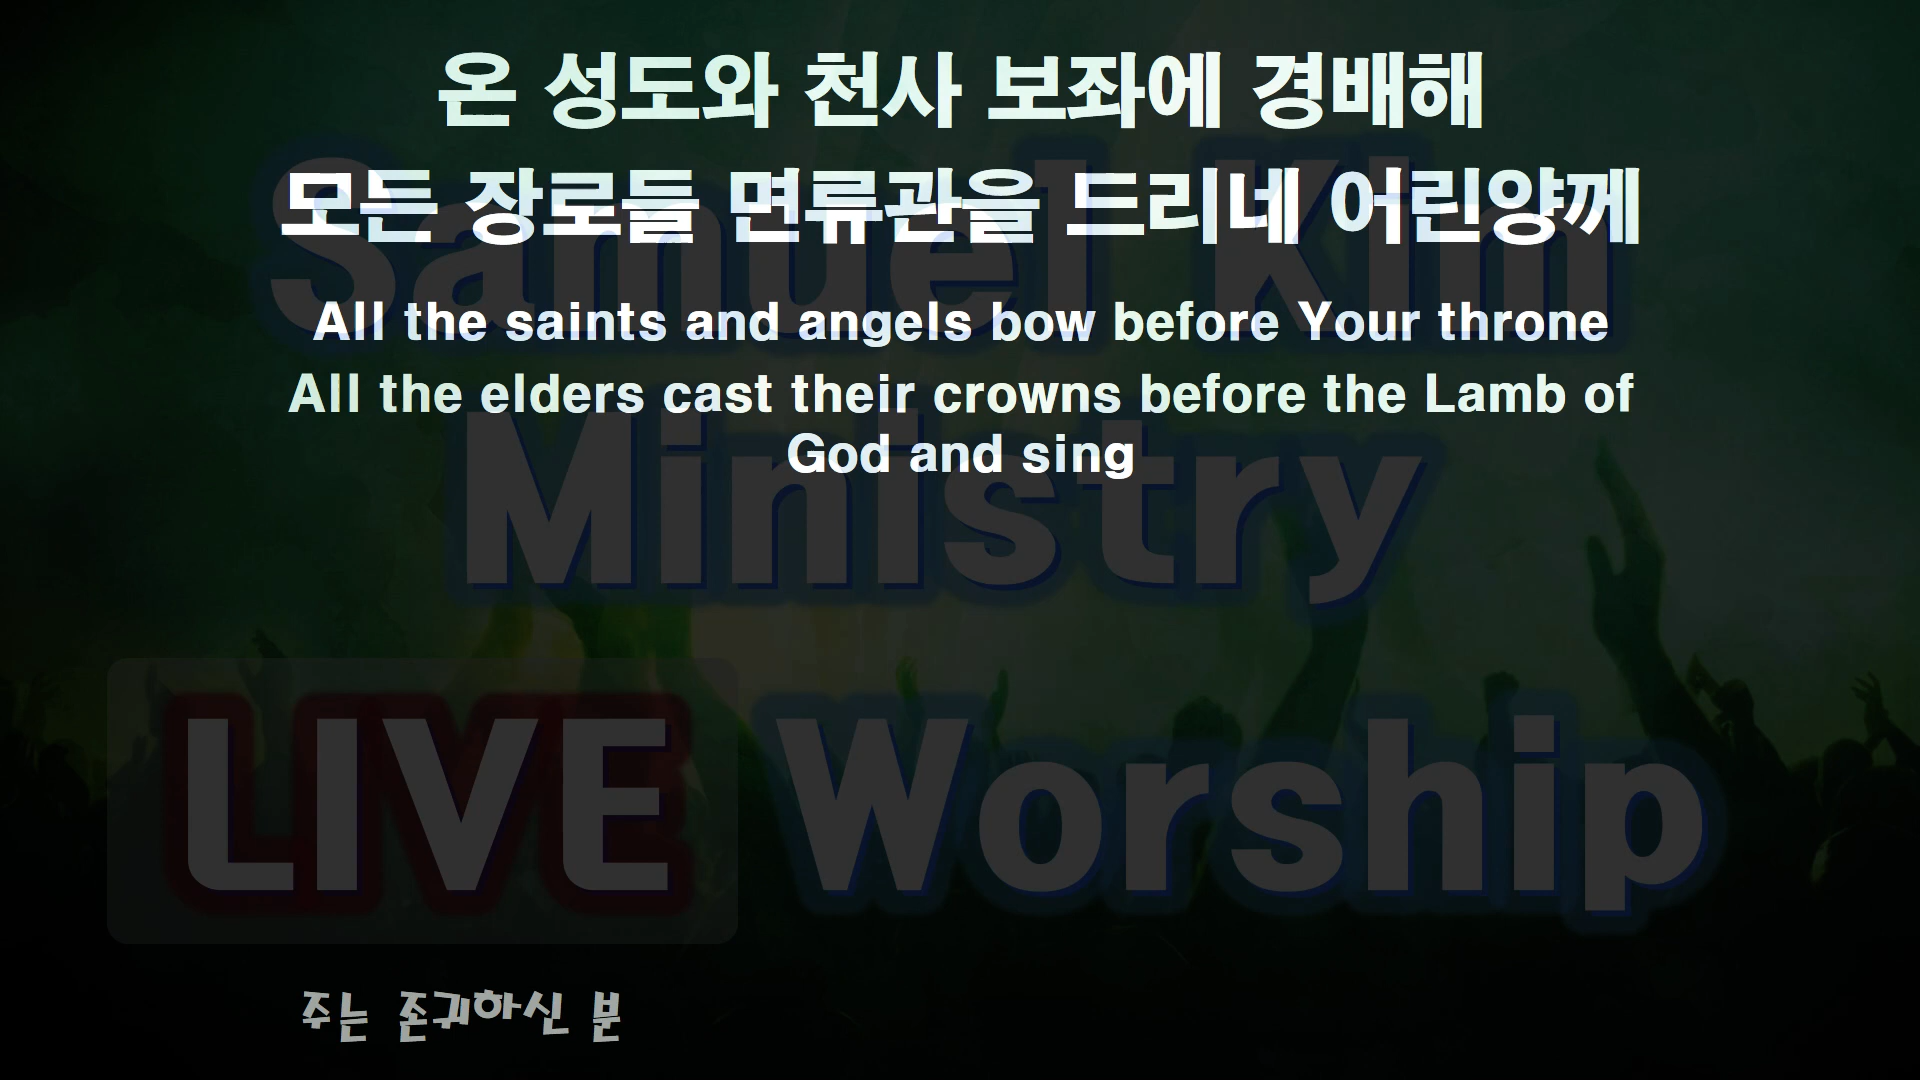 온 성도와 천사 보좌에 경배해
모든 장로들 면류관을 드리네 어린양께
All the saints and angels bow before Your throne
All the elders cast their crowns before the Lamb of
God and sing
Samuel Kim
Ministry
LIVE Worship
주는 존귀하신 분